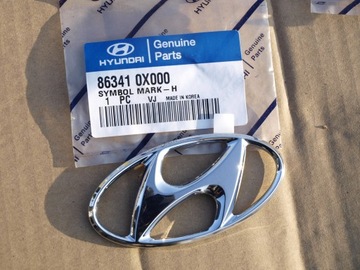 HYUNDAI
Genuine
Parts
86341 0X000
SYMBOL MARK-H
1 PC VJ MADE IN KOREA